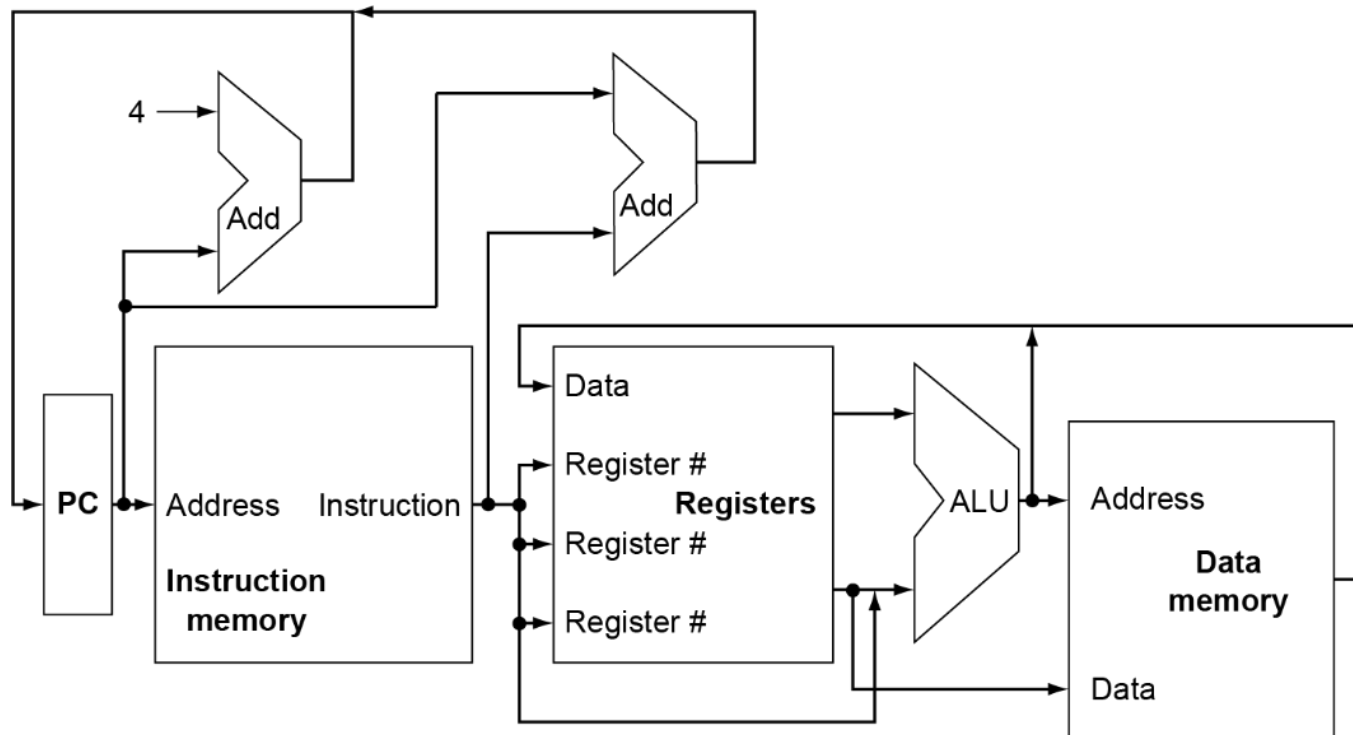 4
Add
Add
Data
Register #
PC
Address
Instruction
Registers
ALU
Address
Register #
Instruction
memory
Data
memory
Register #
Data